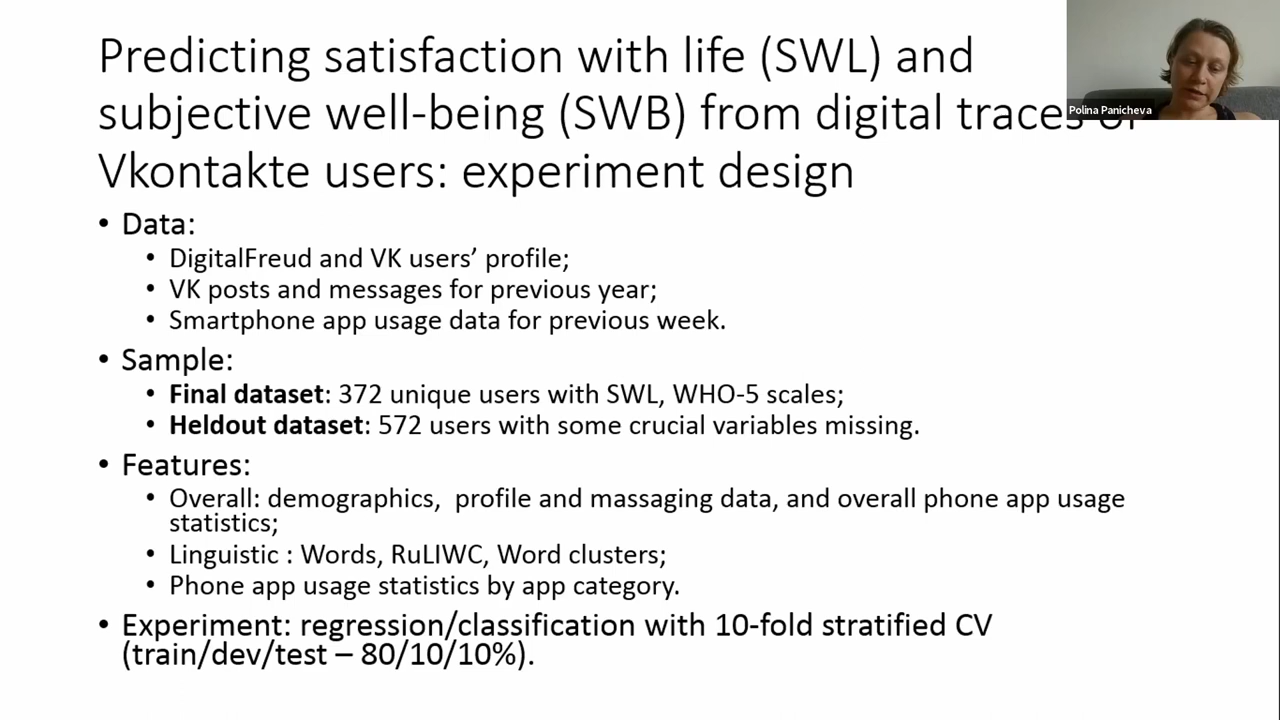 Predicting satisfaction with life (SWL) and
subjective well-being (SWB) from digital traces of
Vkontakte users: experiment design
Polina Panicheva
• Data:
• DigitalFreud and VK users’ profile;
• VK posts and messages for previous year;
• Smartphone app usage data for previous week.
• Sample:
• Final dataset: 372 unique users with SWL, WHO-5 scales;
• Heldout dataset: 572 users with some crucial variables missing.
• Features:
• Overall: demographics,  profile and massaging data, and overall phone app usage
statistics;
• Linguistic : Words, RuLIWC, Word clusters;
• Phone app usage statistics by app category.
• Experiment: regression/classification with 10-fold stratified CV
(train/dev/test – 80/10/10%).